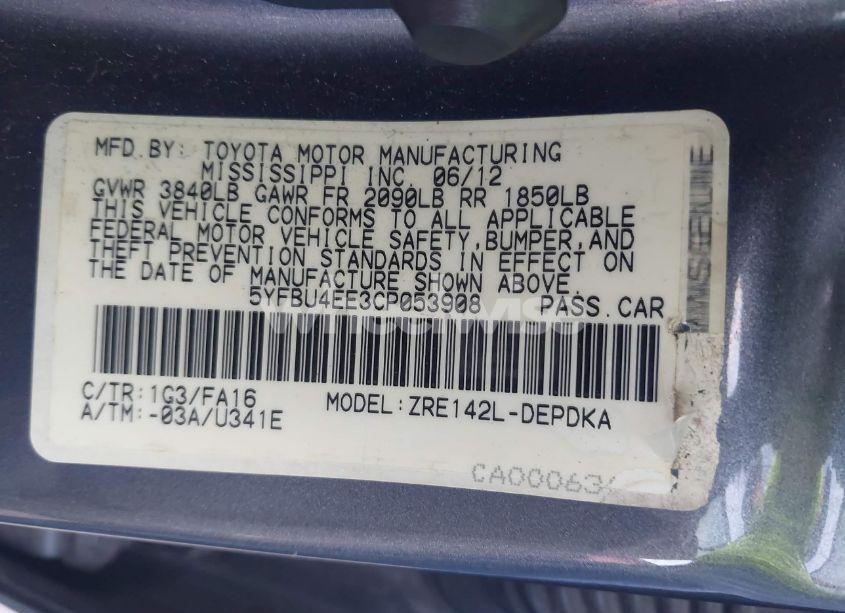 MFD.BY: TOYOTA MOTOR MANUFACTURING
MISSISSIPPI INC. 06/12
GVWR 3840LB GAWR FR 2090LB RR 1850LB
THIS VEHICLE CONFORMS TO ALL APPLICABLE
FEDERAL MOTOR VEHICLE SAFETY,BUMPER,AND
THEFT PREVENTION STANDARDS IN EFFECT ON
THE DATE OF MANUFACTURE SHOWN ABOVE.
5YFBU4EE3CP053908 PASS.CAR
C/TR:1G3/FA16
A/TM:-03A/U341E
MODEL:ZRE142L-DEPDKA
CA00063